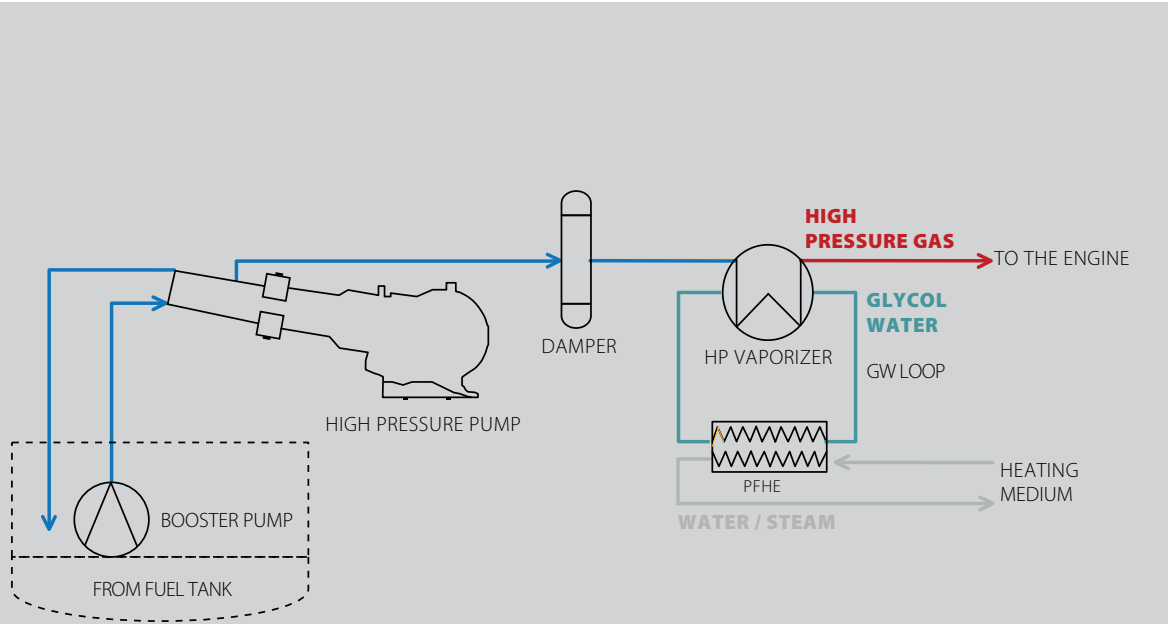 HIGH
PRESSURE GAS
TO THE ENGINE
GLYCOL
WATER
DAMPER
HP VAPORIZER
GW LOOP
HIGH PRESSURE PUMP
PFHE
HEATING
MEDIUM
WATER / STEAM
BOOSTER PUMP
FROM FUEL TANK